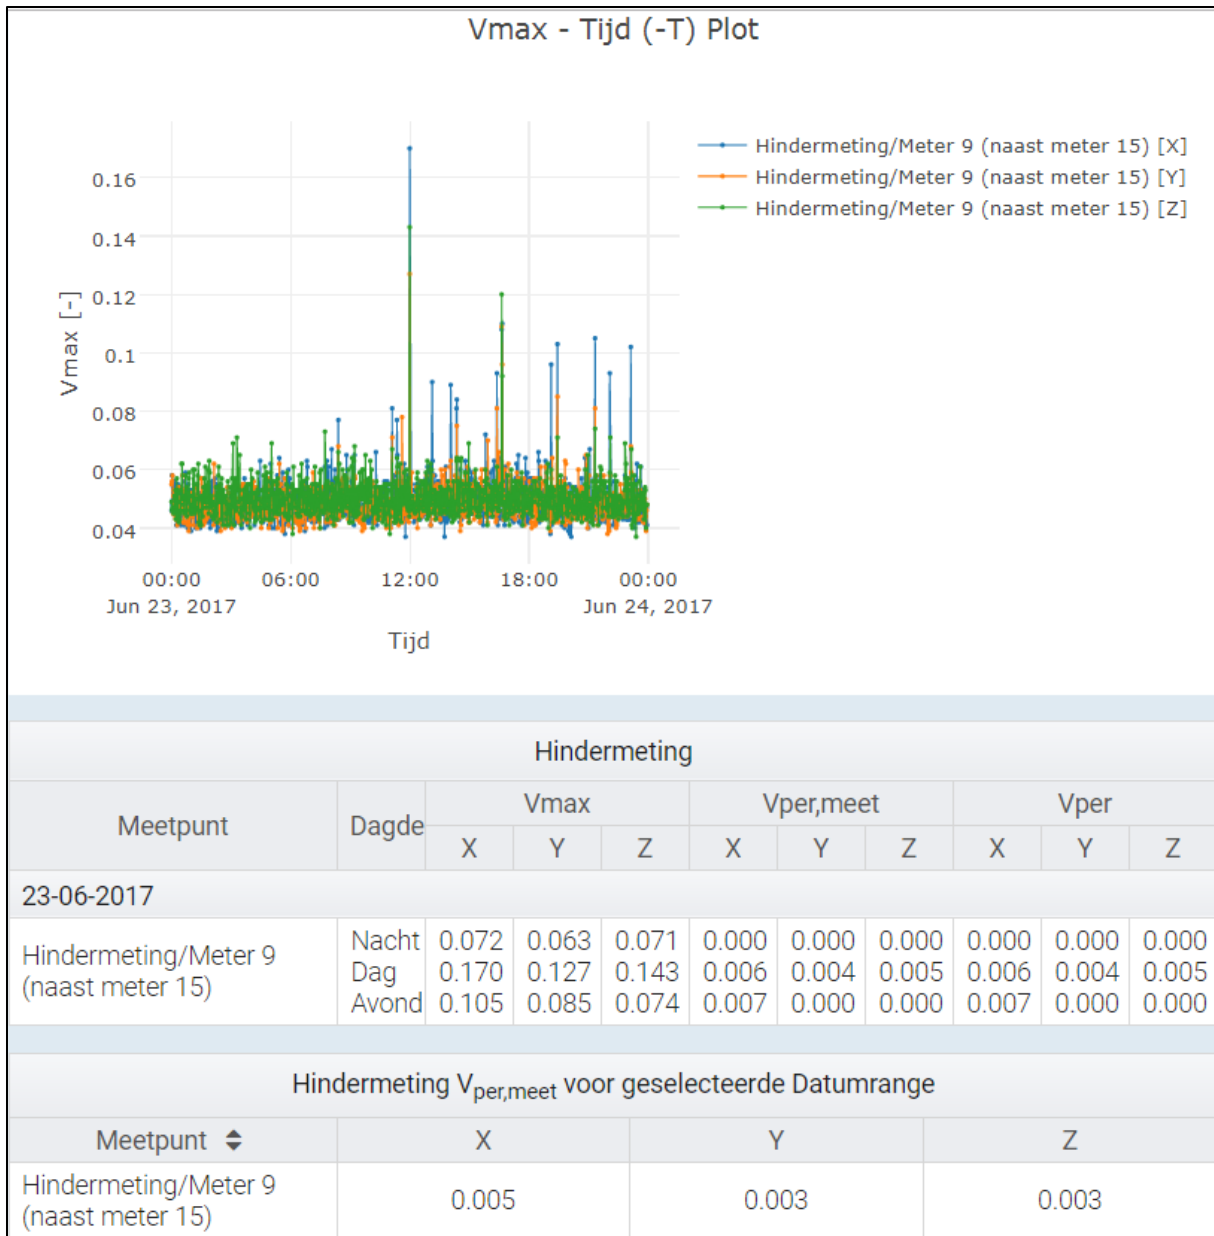 Vmax - Tijd (-T) Plot
Hindermeting/Meter 9 (naast meter 15) [X]
Hindermeting/Meter 9 (naast meter 15) [Y]
Hindermeting/Meter 9 (naast meter 15) [Z]
Vmax [-]
0.16
0.14
0.12
0.1
0.08
0.06
0.04
00:00 06:00 12:00 18:00 00:00
Jun 23, 2017 Jun 24, 2017
Tijd
Hindermeting
Meetpunt Dagde Vmax Vper,meet Vper
X Y Z X Y Z X Y Z
23-06-2017
Hindermeting/Meter 9
(naast meter 15)
Nacht 0.072 0.063 0.071 0.000 0.000 0.000 0.000 0.000 0.000
Dag 0.170 0.127 0.143 0.006 0.004 0.005 0.006 0.004 0.005
Avond 0.105 0.085 0.074 0.007 0.000 0.000 0.007 0.000 0.000
Hindermeting Vper,meet voor geselecteerde Datumrange
Meetpunt X Y Z
Hindermeting/Meter 9
(naast meter 15)
0.005 0.003 0.003